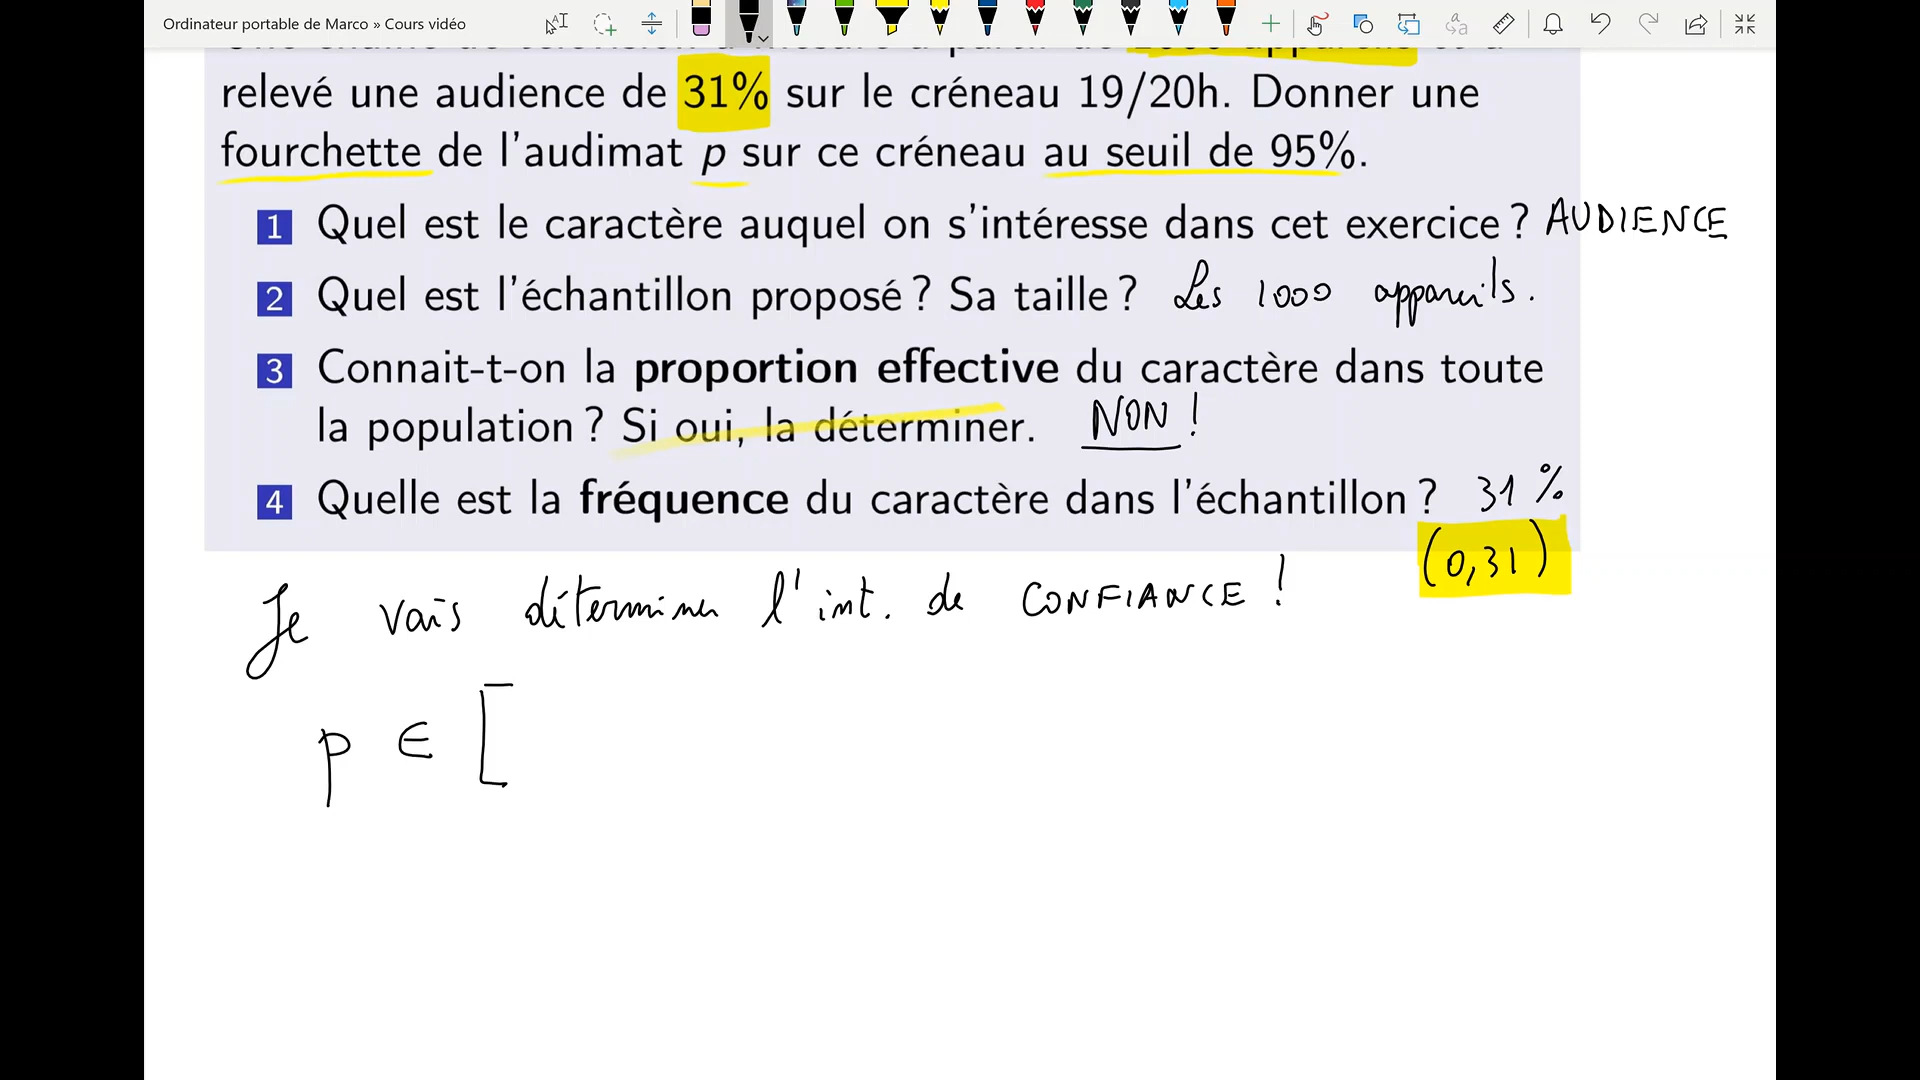 Ordinateur portable de Marco » Cours vidéo
relevé une audience de 31% sur le créneau 19/20h. Donner une
fourchette de l'audimat p sur ce créneau au seuil de 95%.
1 Quel est le caractère auquel on s'intéresse dans cet exercice ? AUDIENCE
2 Quel est l'échantillon proposé ? Sa taille ? Les 1000 appareils.
3 Connait-t-on la proportion effective du caractère dans toute
la population ? Si oui, la déterminer. NON !
4 Quelle est la fréquence du caractère dans l'échantillon ? 31 %
(0,31)
Je vais déterminer l'int. de CONFIANCE !
p ∈ [